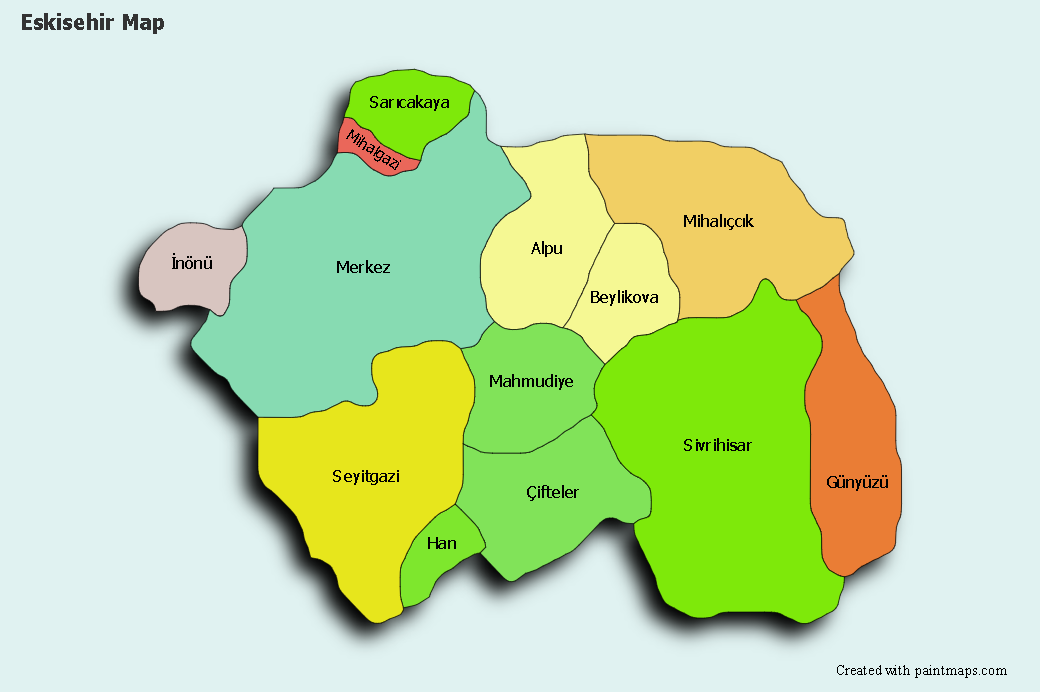 Eskisehir Map
Sarıcakaya
Mihalgazi
Mihalıçcık
Alpu
İnönü
Merkez
Beylikova
Mahmudiye
Sivrihisar
Seyitgazi
Günyüzü
Çifteler
Han
Created with paintmaps.com